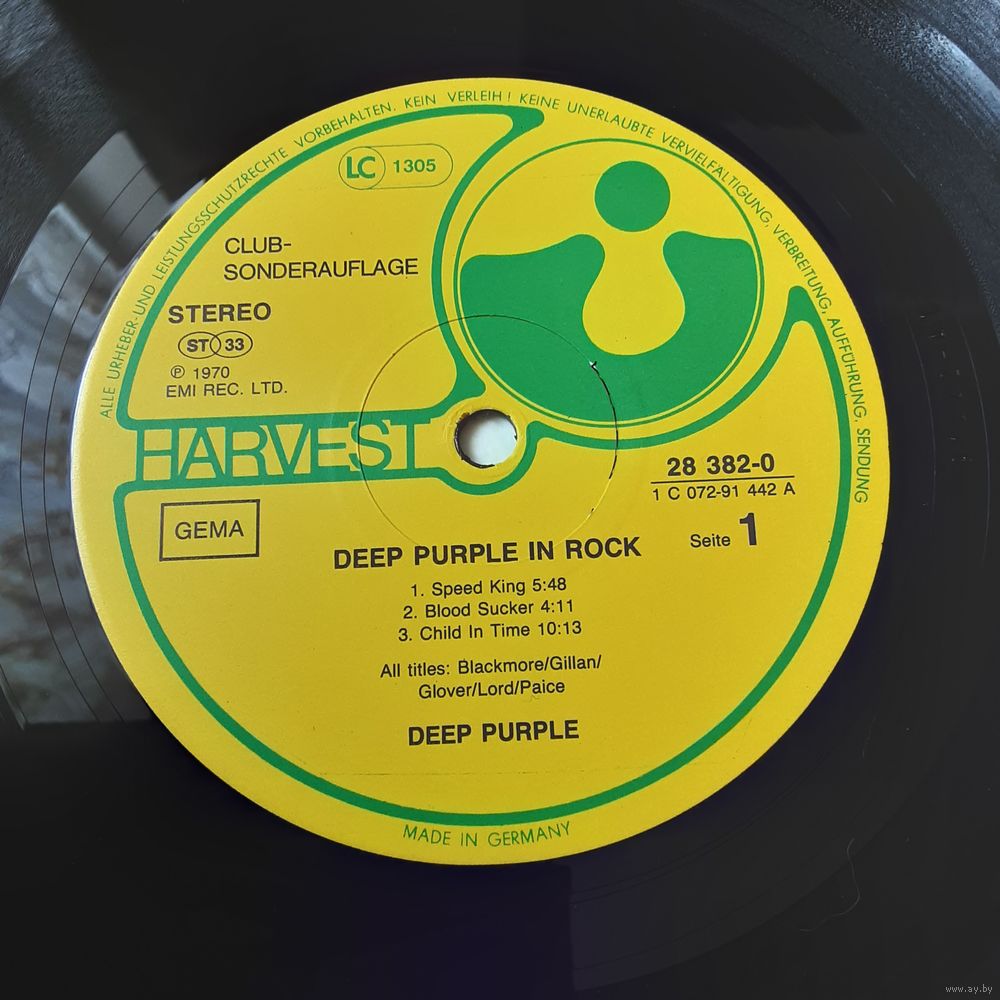 ALLE URHEBER- UND LEISTUNGSSCHUTZRECHTE VORBEHALTEN. KEIN VERLEIH! KEINE UNERLAUBTE VERVIELFÄLTIGUNG, VERBREITUNG, AUFFÜHRUNG, SENDUNG
LC 1305
CLUB-
SONDERAUFLAGE
STEREO
ST 33
℗ 1970
EMI REC. LTD.
HARVEST
28 382-0
1 C 072-91 442 A
GEMA
Seite 1
DEEP PURPLE IN ROCK
1. Speed King 5:48
2. Blood Sucker 4:11
3. Child In Time 10:13
All titles: Blackmore/Gillan/
Glover/Lord/Paice
DEEP PURPLE
MADE IN GERMANY
www.ay.by